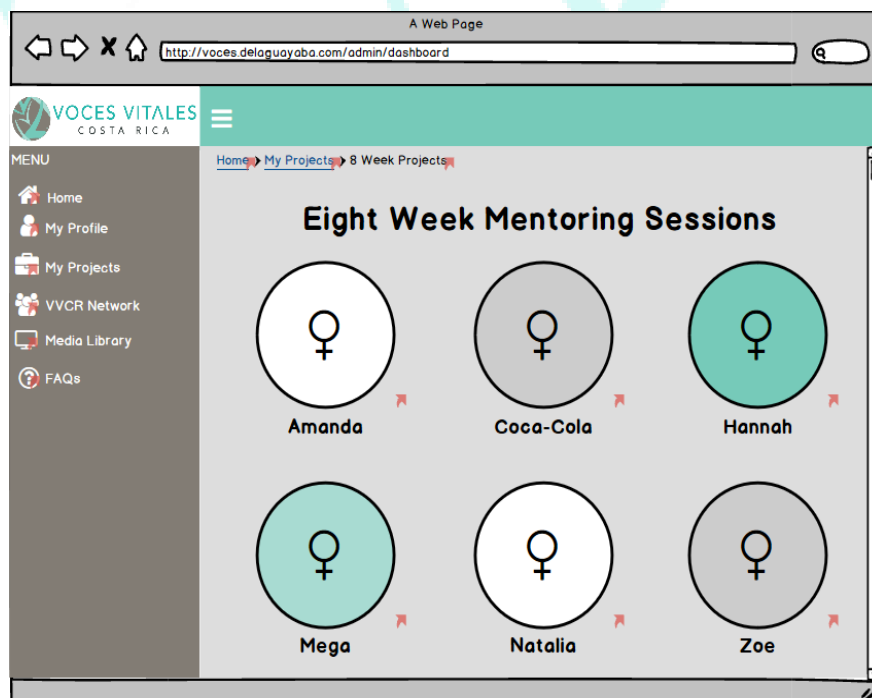 A Web Page
http://voces.delaguayaba.com/admin/dashboard
VOCES VITALES
COSTA RICA
MENU
Home
My Profile
My Projects
VVCR Network
Media Library
FAQs
Home My Projects 8 Week Projects
Eight Week Mentoring Sessions
Amanda Coca-Cola Hannah
Mega Natalia Zoe